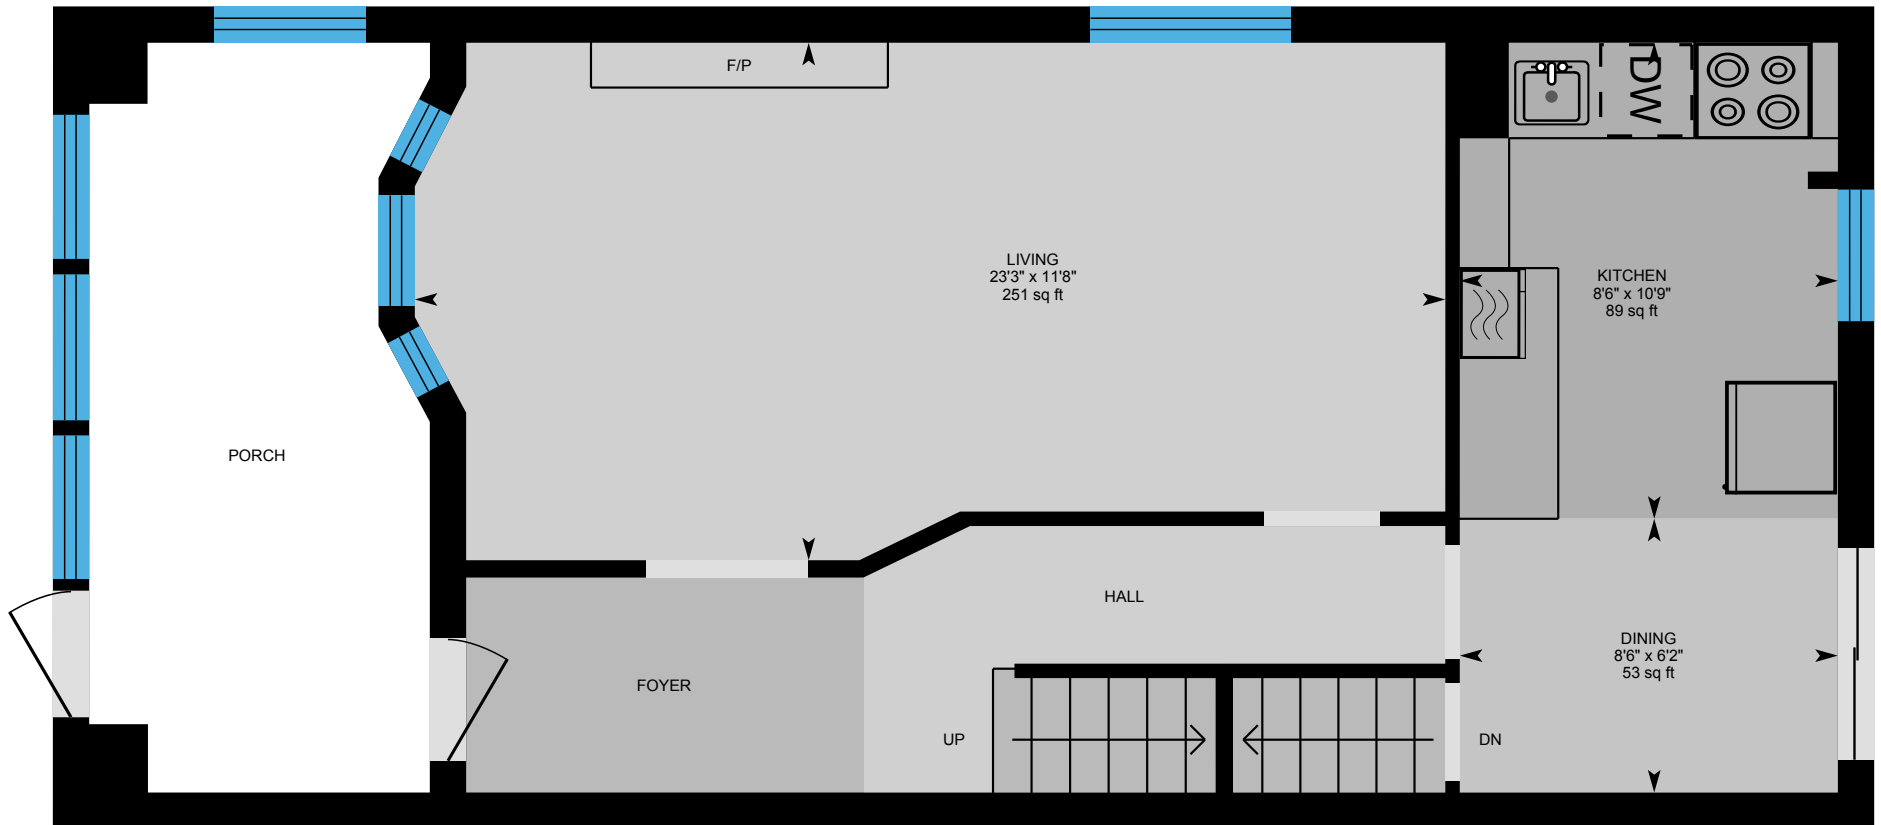 F/P
DW
LIVING
23'3" x 11'8"
251 sq ft
KITCHEN
8'6" x 10'9"
89 sq ft
PORCH
HALL
DINING
8'6" x 6'2"
53 sq ft
FOYER
UP
DN